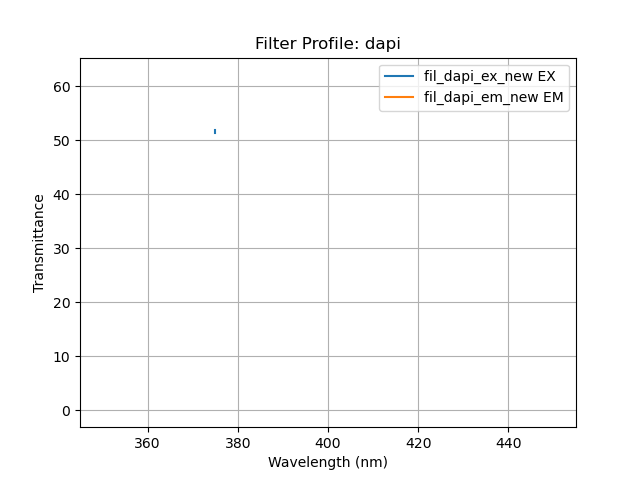 Filter Profile: dapi
fil_dapi_ex_new EX
fil_dapi_em_new EM
60
50
40
30
20
10
0
Transmittance
360
380
400
420
440
Wavelength (nm)